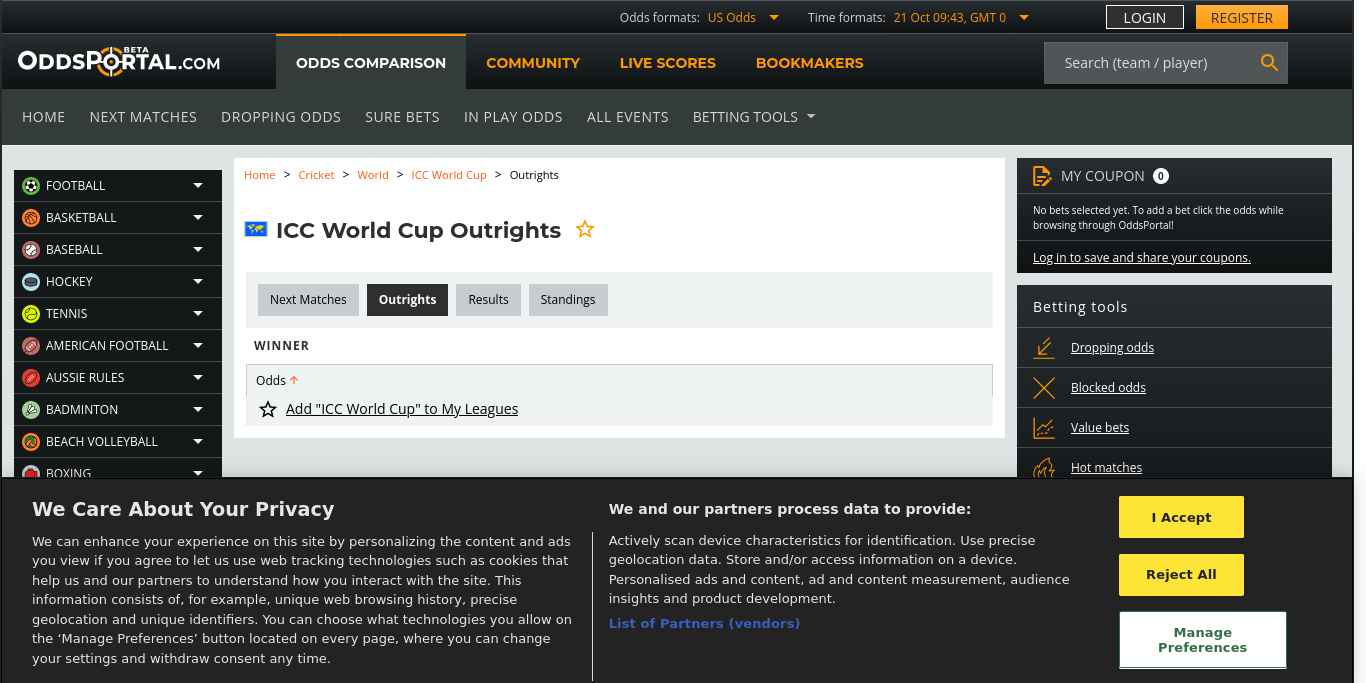 Odds formats: US Odds
Time formats: 21 Oct 09:43, GMT 0
LOGIN
REGISTER
ODDSPORTAL.COM
BETA
ODDS COMPARISON
COMMUNITY
LIVE SCORES
BOOKMAKERS
Search (team / player)
HOME
NEXT MATCHES
DROPPING ODDS
SURE BETS
IN PLAY ODDS
ALL EVENTS
BETTING TOOLS
FOOTBALL
BASKETBALL
BASEBALL
HOCKEY
TENNIS
AMERICAN FOOTBALL
AUSSIE RULES
BADMINTON
BEACH VOLLEYBALL
BOXING
Home > Cricket > World > ICC World Cup > Outrights
ICC World Cup Outrights
Next Matches
Outrights
Results
Standings
WINNER
Odds
Add "ICC World Cup" to My Leagues
MY COUPON 0
No bets selected yet. To add a bet click the odds while
browsing through OddsPortal!
Log in to save and share your coupons.
Betting tools
Dropping odds
Blocked odds
Value bets
Hot matches
We Care About Your Privacy
We can enhance your experience on this site by personalizing the content and ads
you view if you agree to let us use web tracking technologies such as cookies that
help us and our partners to understand how you interact with the site. This
information consists of, for example, unique web browsing history, precise
geolocation and unique identifiers. You can choose what technologies you allow on
the ‘Manage Preferences’ button located on every page, where you can change
your settings and withdraw consent any time.
We and our partners process data to provide:
Actively scan device characteristics for identification. Use precise
geolocation data. Store and/or access information on a device.
Personalised ads and content, ad and content measurement, audience
insights and product development.
List of Partners (vendors)
I Accept
Reject All
Manage
Preferences